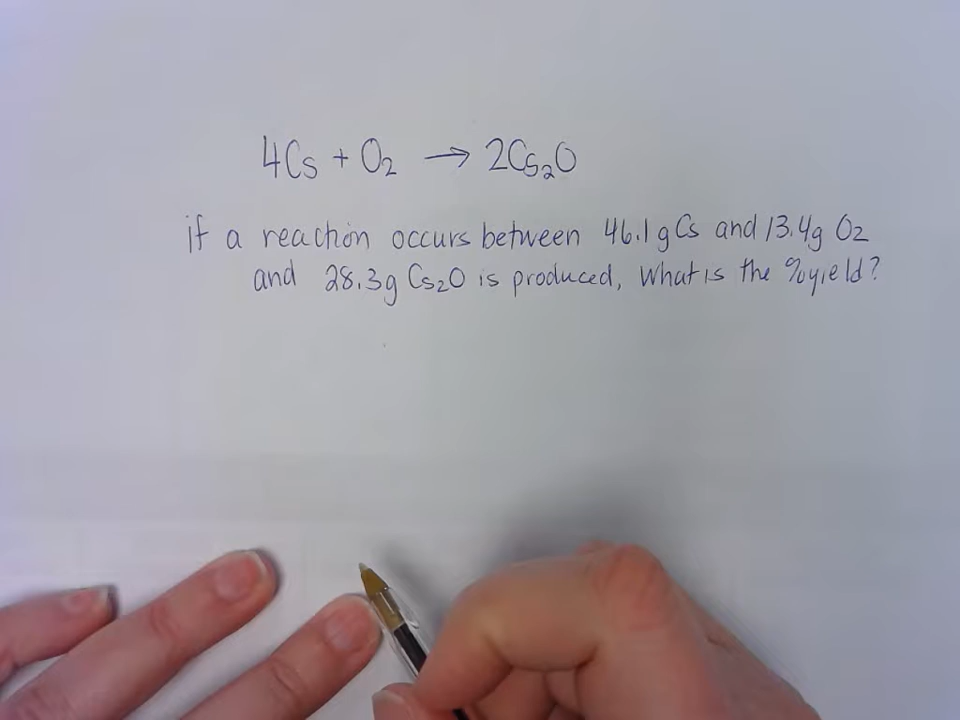 4Cs + O₂ → 2Cs₂O
if a reaction occurs between 46.1g Cs and 13.4g O₂
and 28.3g Cs₂O is produced, What is the % yield?